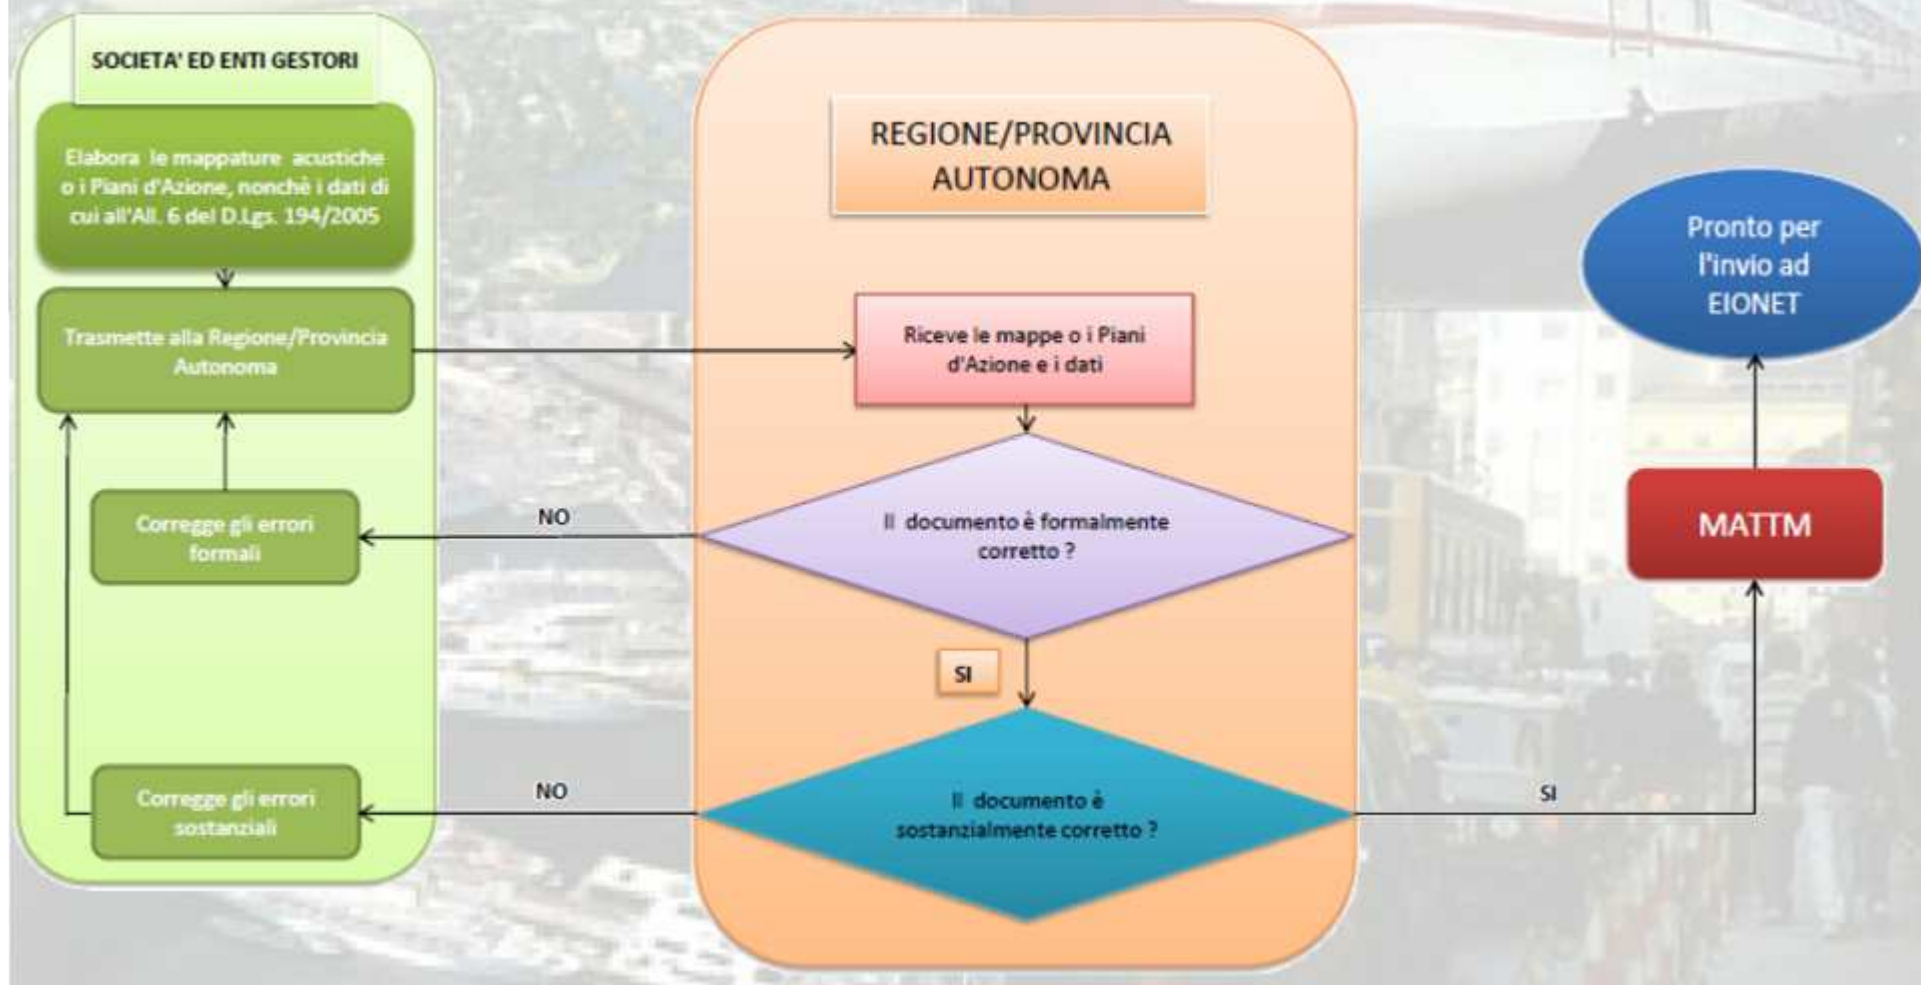 SOCIETA' ED ENTI GESTORI
Elabora le mappature acustiche
o i Piani d'Azione, nonchè i dati di
cui all'All. 6 del D.Lgs. 194/2005
Trasmette alla Regione/Provincia
Autonoma
Corregge gli errori
formali
Corregge gli errori
sostanziali
NO
NO
REGIONE/PROVINCIA
AUTONOMA
Riceve le mappe o i Piani
d'Azione e i dati
Il documento è formalmente
corretto ?
SI
Il documento è
sostanzialmente corretto ?
SI
Pronto per
l'invio ad
EIONET
MATTM